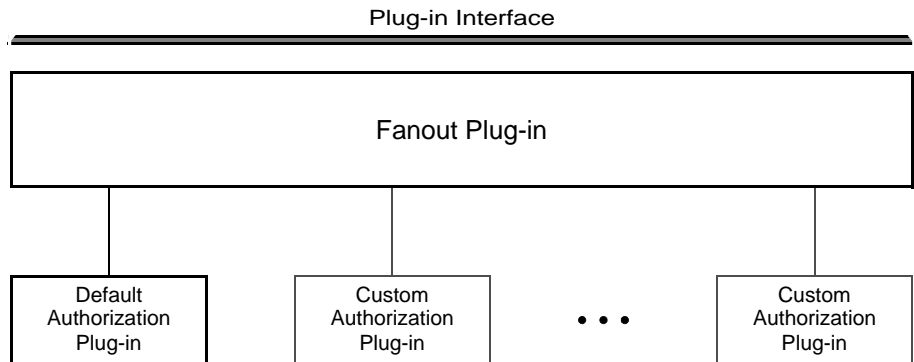 Plug-in Interface
Fanout Plug-in
Default
Authorization
Plug-in
Custom
Authorization
Plug-in
• • •
Custom
Authorization
Plug-in